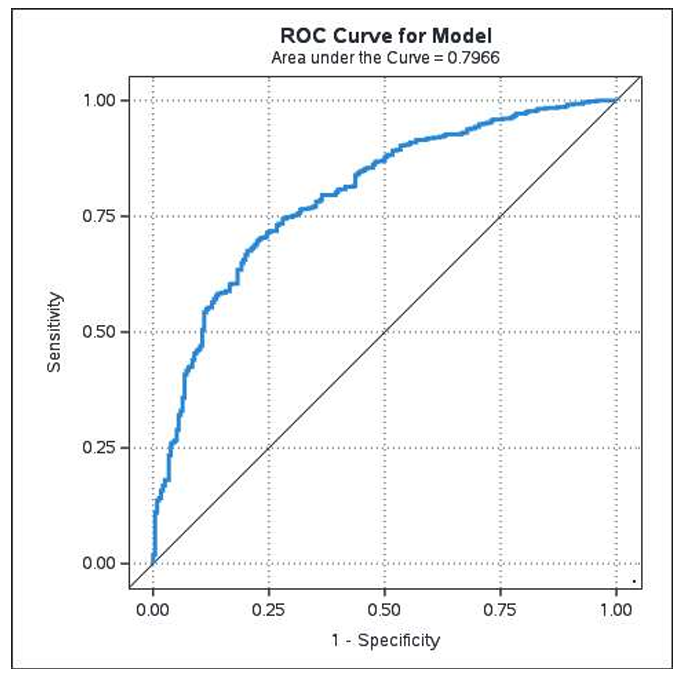 ROC Curve for Model
Area under the Curve = 0.7966
1.00
0.75
0.50
0.25
0.00
Sensitivity
0.00 0.25 0.50 0.75 1.00
1 - Specificity